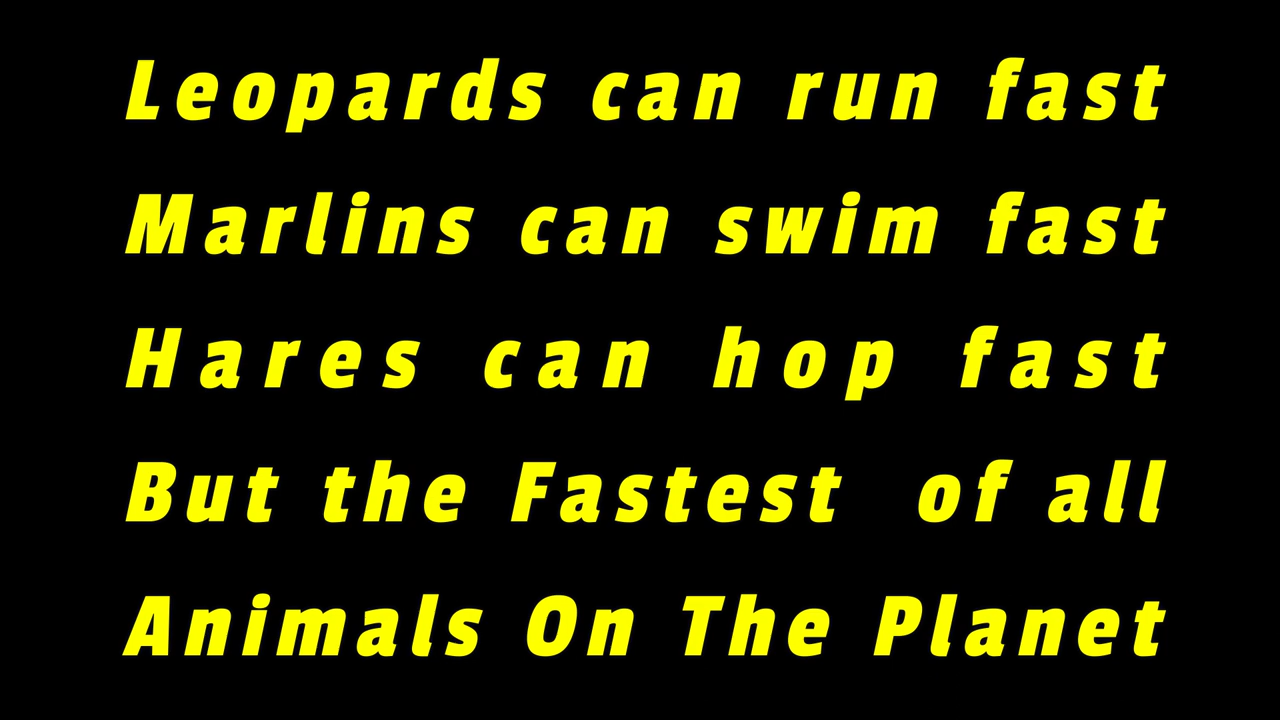 Leopards can run fast
Marlins can swim fast
Hares can hop fast
But the Fastest of all
Animals On The Planet